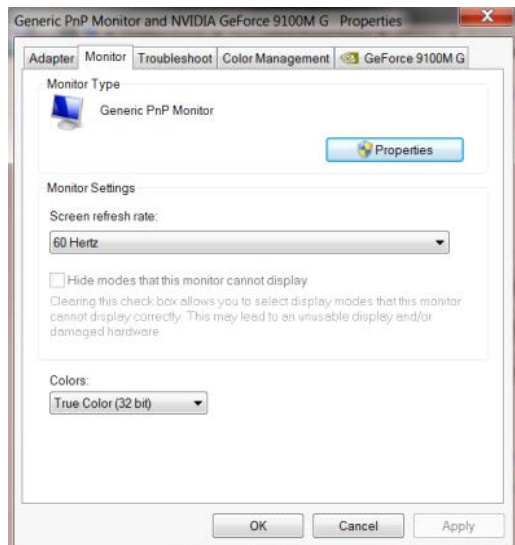 Generic PnP Monitor and NVIDIA GeForce 9100M G Properties
Adapter Monitor Troubleshoot Color Management GeForce 9100M G
Monitor Type
Generic PnP Monitor
Properties
Monitor Settings
Screen refresh rate:
60 Hertz
Hide modes that this monitor cannot display
Clearing this check box allows you to select display modes that this monitor
cannot display correctly. This may lead to an unusable display and/or
damaged hardware.
Colors:
True Color (32 bit)
OK Cancel Apply